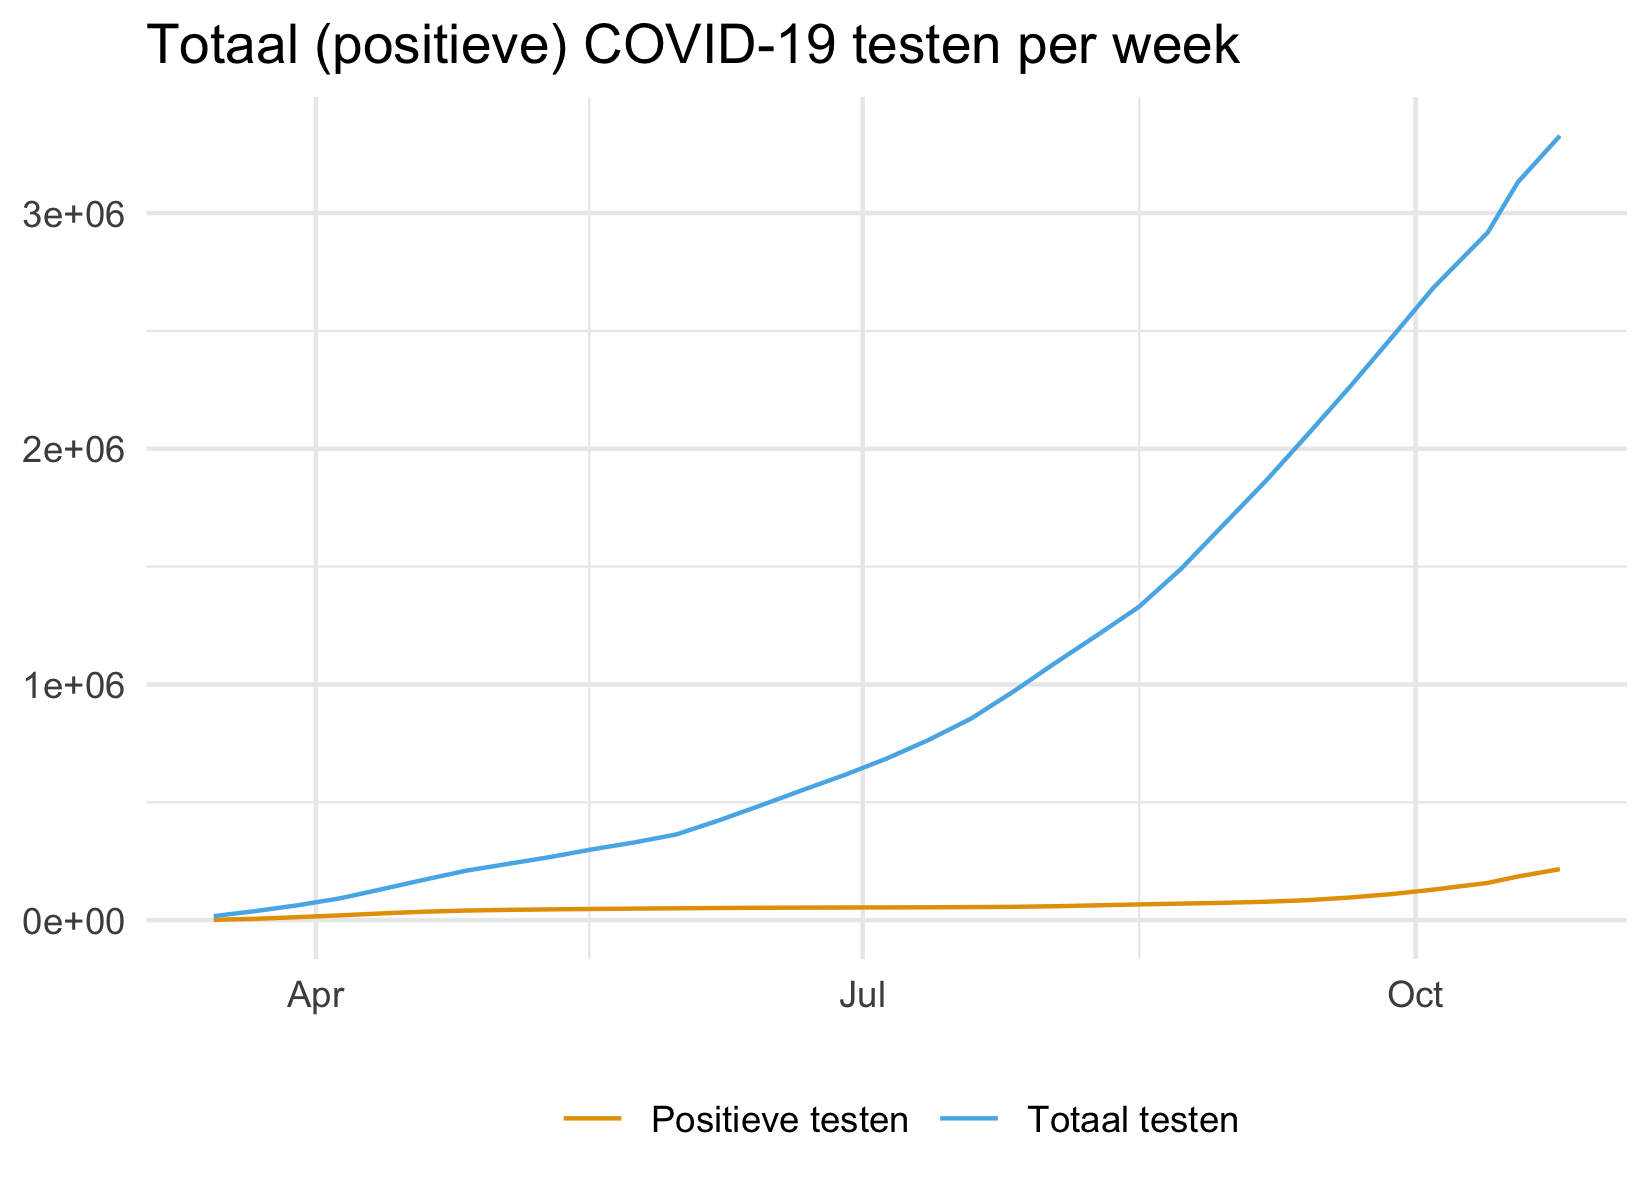 Totaal (positieve) COVID-19 testen per week
3e+06
2e+06
1e+06
0e+00
Apr Jul Oct
Positieve testen Totaal testen